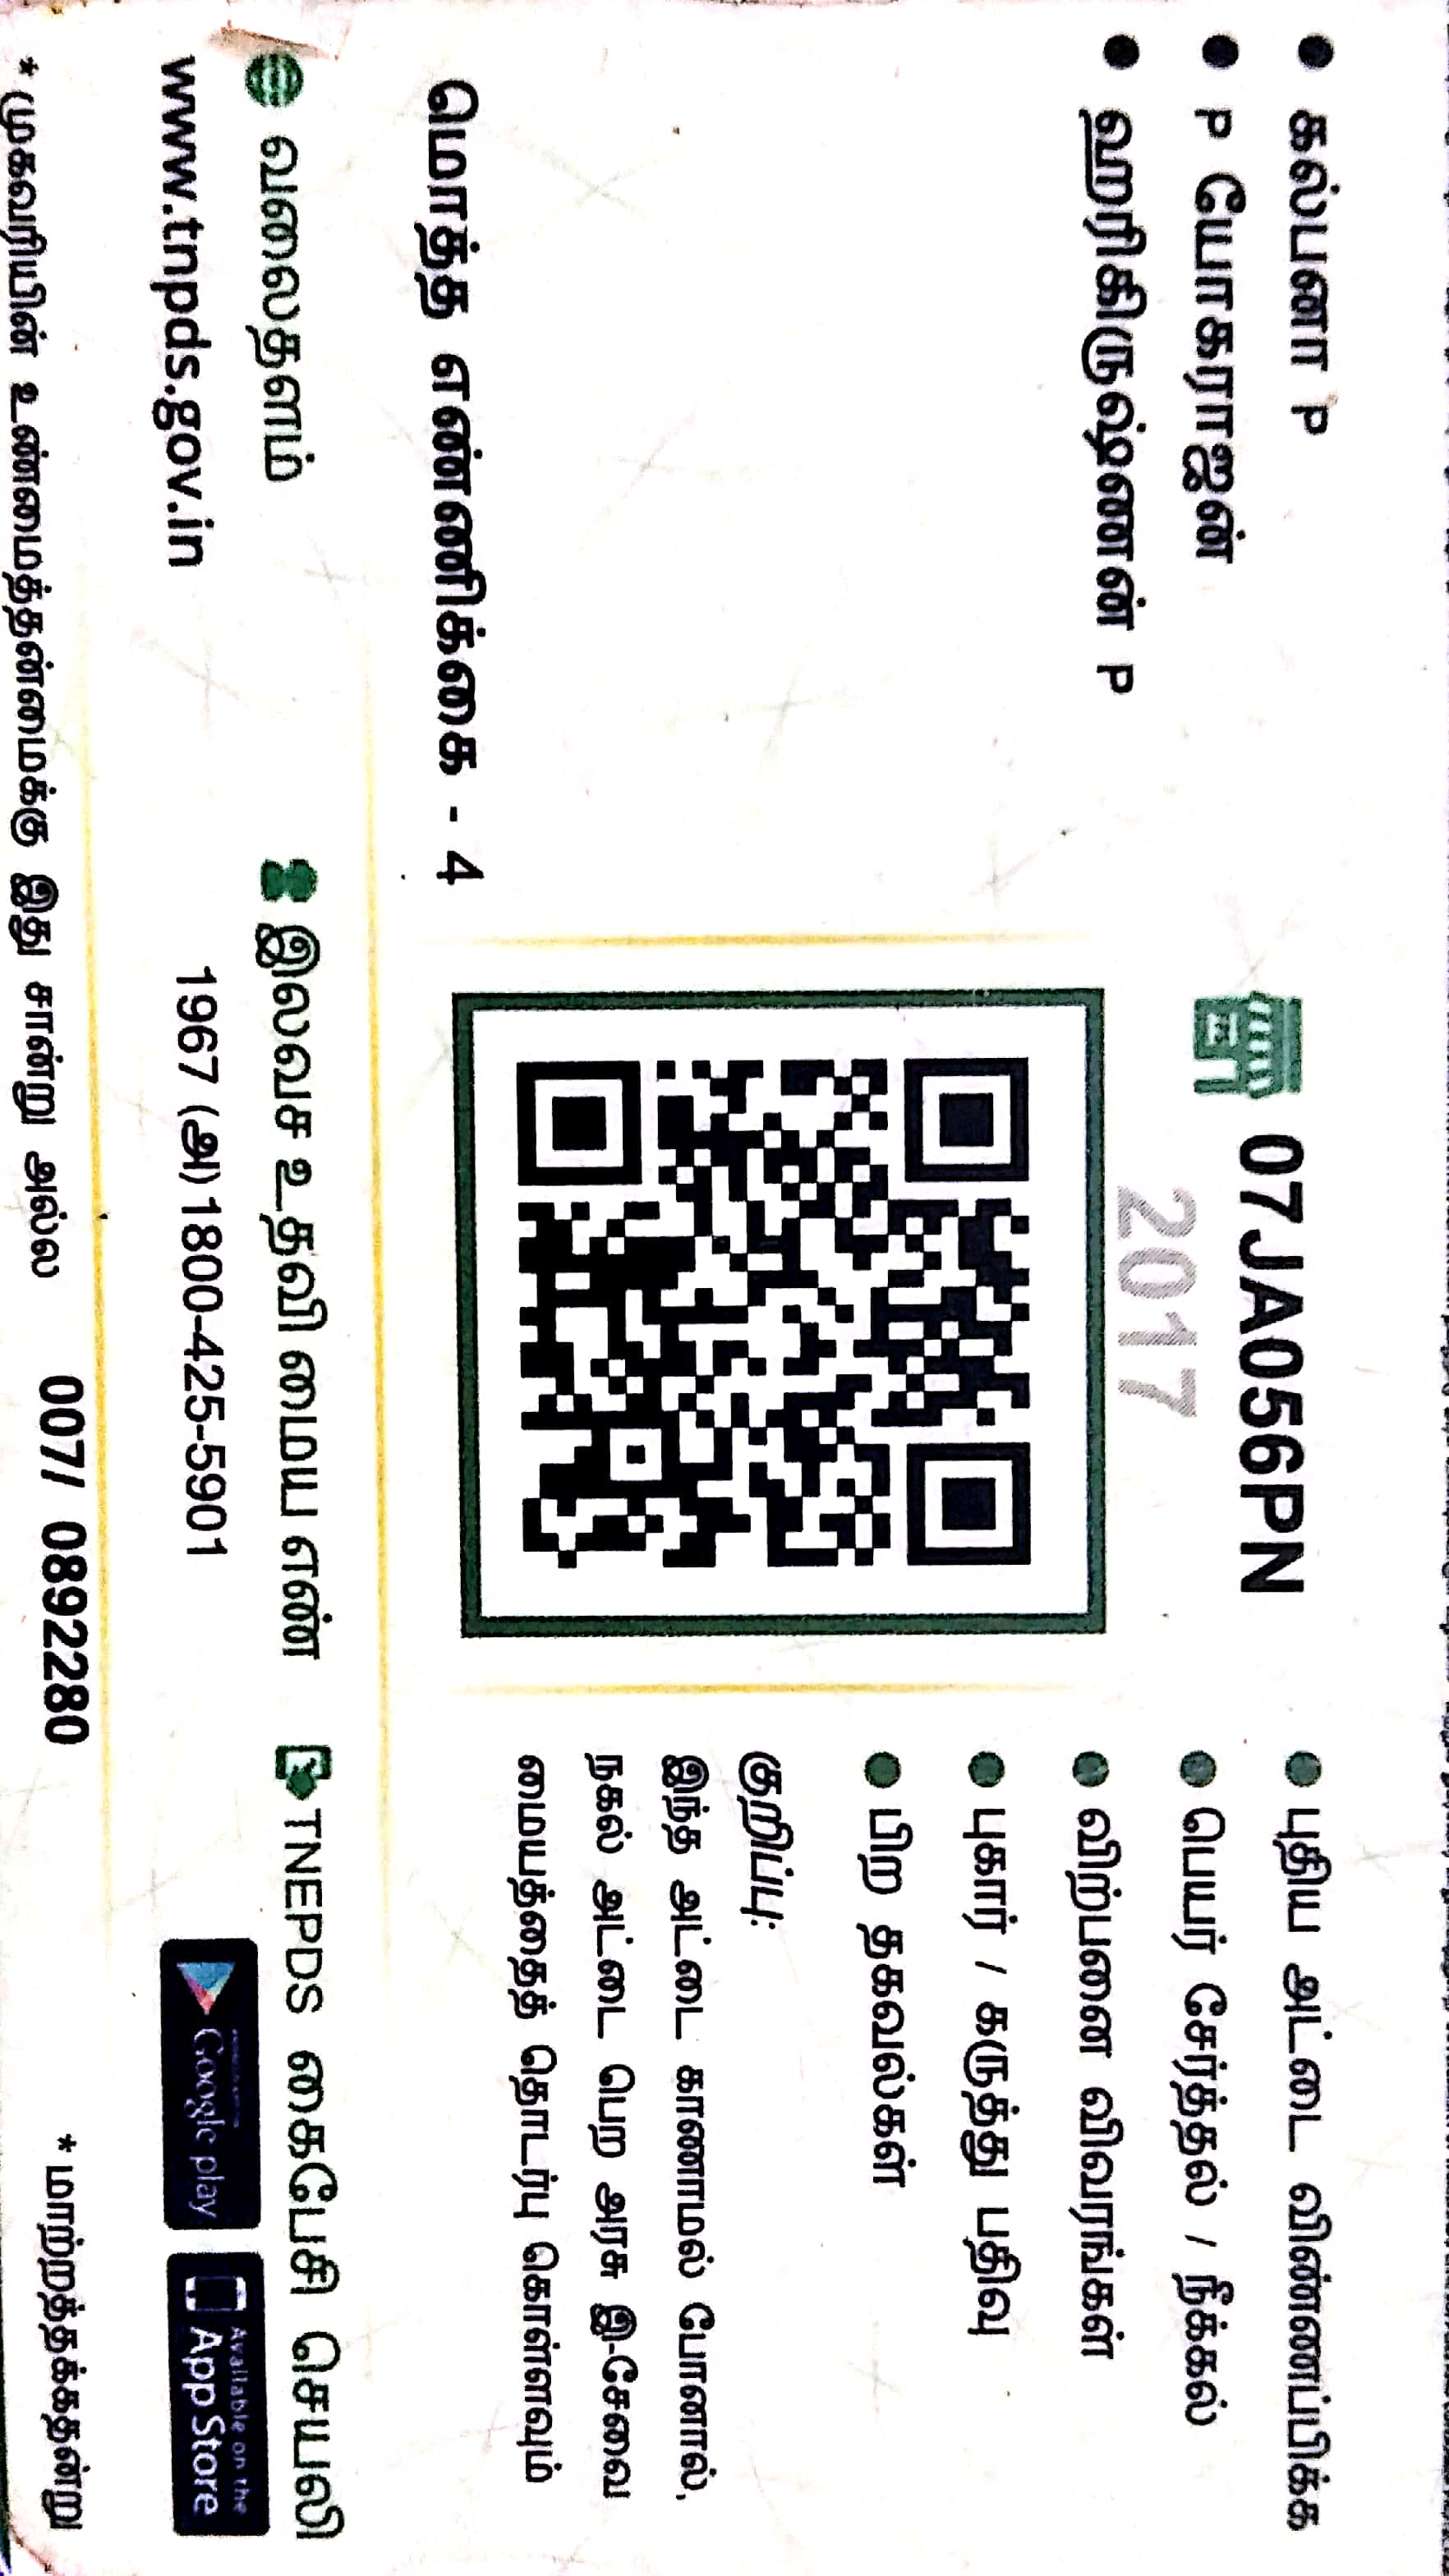 • கல்பனா P
• P யோகராஜன்
• ஹரிகிருஷ்ணன் P
மொத்த எண்ணிக்கை - 4
07JA056PN
2017
• புதிய அட்டை விண்ணப்பிக்க
• பெயர் சேர்த்தல் / நீக்கல்
• விற்பனை விவரங்கள்
• புகார் / கருத்து பதிவு
• பிற தகவல்கள்
குறிப்பு:
இந்த அட்டை காணாமல் போனால்,
நகல் அட்டை பெற அரசு இ-சேவை
மையத்தைத் தொடர்பு கொள்ளவும்
வலைதளம்
www.tnpds.gov.in
இலவச உதவி மைய எண்
1967 (அ) 1800-425-5901
TNEPDS கைபேசி செயலி
Google play
Available on the
App Store
* முகவரியின் உண்மைத்தன்மைக்கு இது சான்று அல்ல
007/ 0892280
* மாற்றத்தக்கதன்று